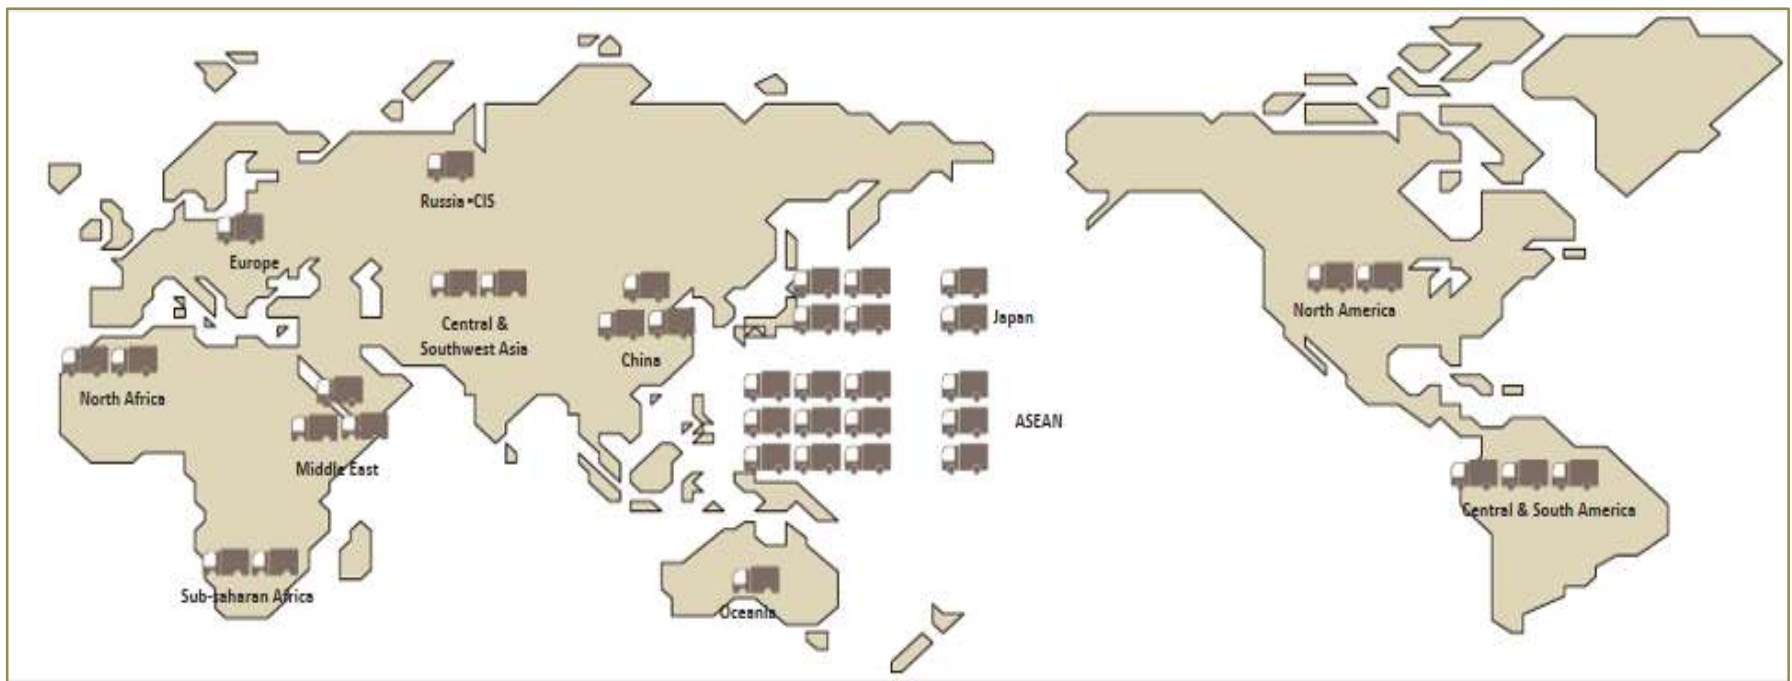 Russia •CIS
Europe
Central &
Southwest Asia
China
Japan
North America
North Africa
ASEAN
Middle East
Central & South America
Sub-saharan Africa
Oceania